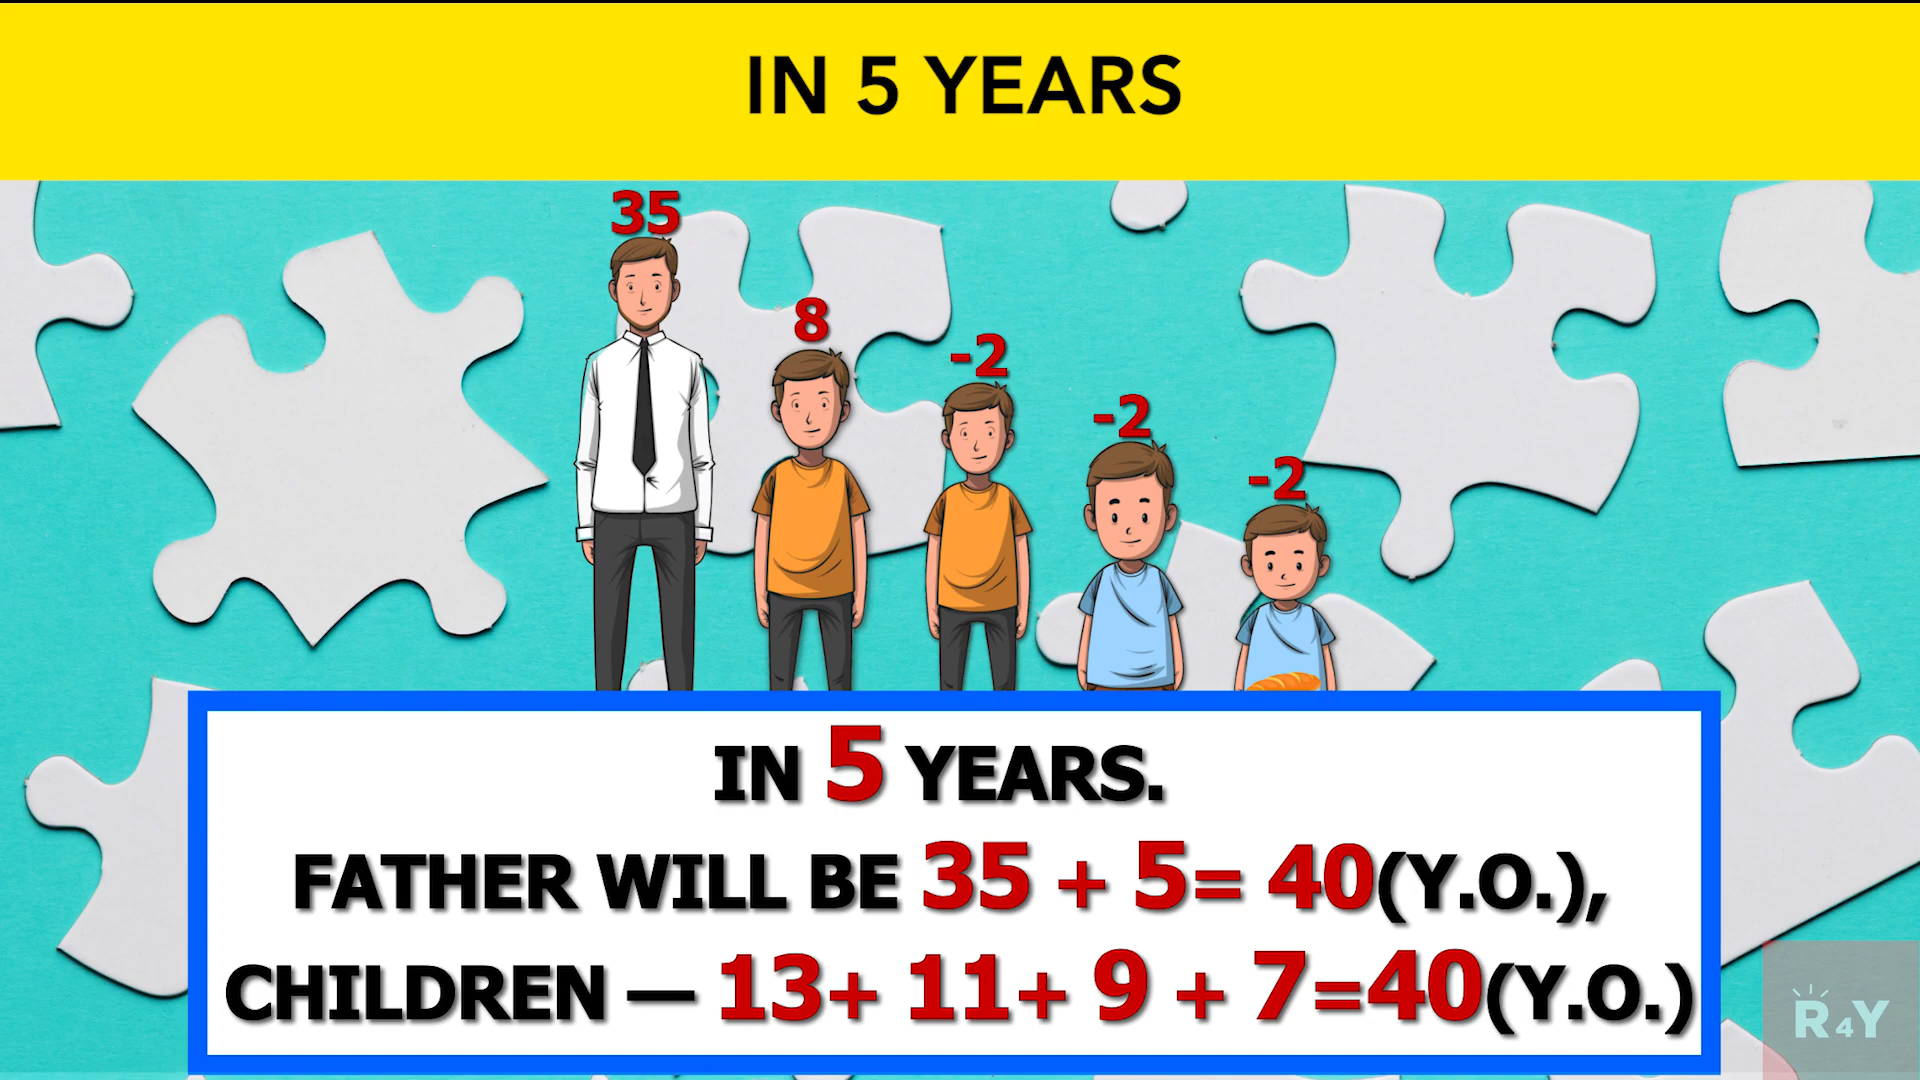 IN 5 YEARS
35
8
-2
-2
-2
IN 5 YEARS.
FATHER WILL BE 35 + 5= 40(Y.O.),
CHILDREN — 13+ 11+ 9 + 7=40(Y.O.)
R4Y